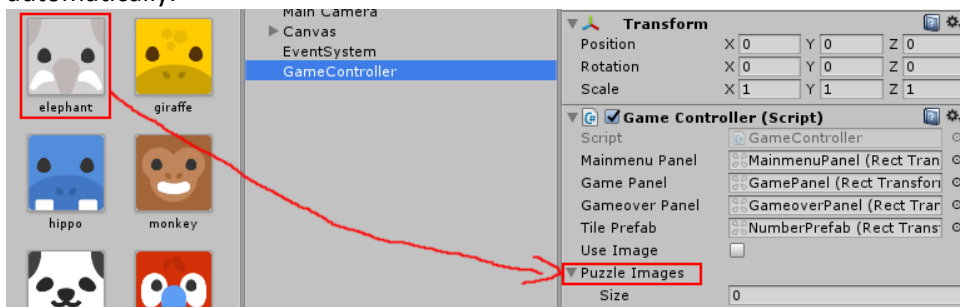 automatically.
elephant
giraffe
hippo
monkey
Main Camera
Canvas
EventSystem
GameController
Transform
Position X 0 Y 0 Z 0
Rotation X 0 Y 0 Z 0
Scale X 1 Y 1 Z 1
Game Controller (Script)
Script GameController
Mainmenu Panel MainmenuPanel (Rect Tran
Game Panel GamePanel (Rect Transfor
Gameover Panel GameoverPanel (Rect Tran
Tile Prefab NumberPrefab (Rect Trans
Use Image
Puzzle Images
Size 0